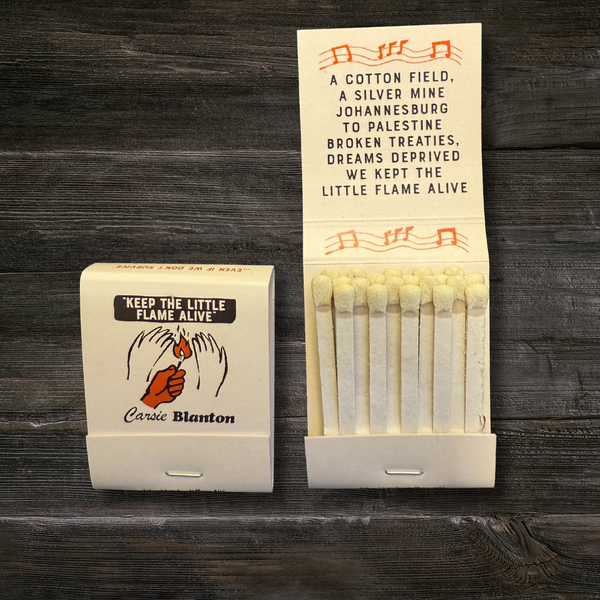 ...EVEN IF WE DON'T SURVIVE
"KEEP THE LITTLE
FLAME ALIVE"
Carsie Blanton
A COTTON FIELD,
A SILVER MINE
JOHANNESBURG
TO PALESTINE
BROKEN TREATIES,
DREAMS DEPRIVED
WE KEPT THE
LITTLE FLAME ALIVE